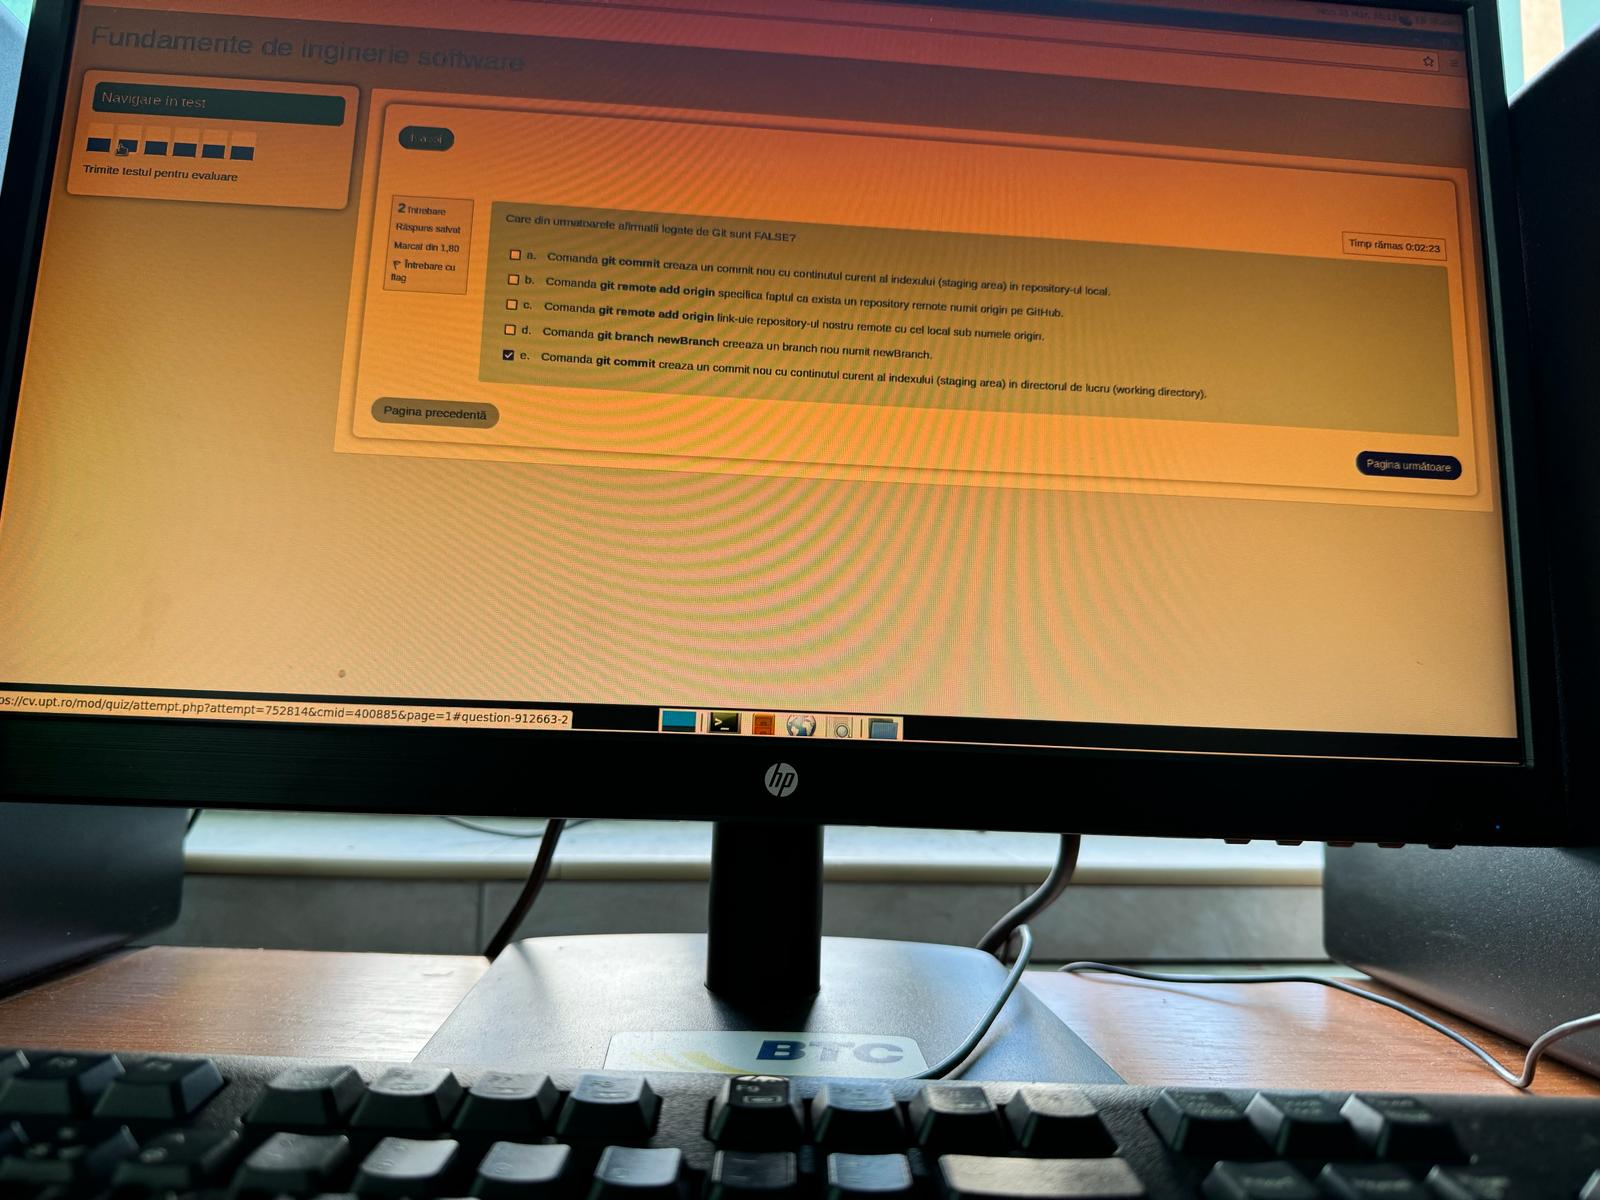 Fundamente de inginerie software
Navigare în test
Trimite testul pentru evaluare
2 Întrebare
Răspuns salvat
Marcat din 1,80
Întrebare cu
flag
Timp rămas 0:02:23
Care din urmatoarele afirmatii legate de Git sunt FALSE?
a. Comanda git commit creaza un commit nou cu continutul curent al indexului (staging area) in repository-ul local.
b. Comanda git remote add origin specifica faptul ca exista un repository remote numit origin pe GitHub.
c. Comanda git remote add origin link-uie repository-ul nostru remote cu cel local sub numele origin.
d. Comanda git branch newBranch creeaza un branch nou numit newBranch.
e. Comanda git commit creaza un commit nou cu continutul curent al indexului (staging area) in directorul de lucru (working directory).
Pagina precedentă
Pagina următoare
ps://cv.upt.ro/mod/quiz/attempt.php?attempt=752814&cmid=400885&page=1#question-912663-2
hp
BTC
F9